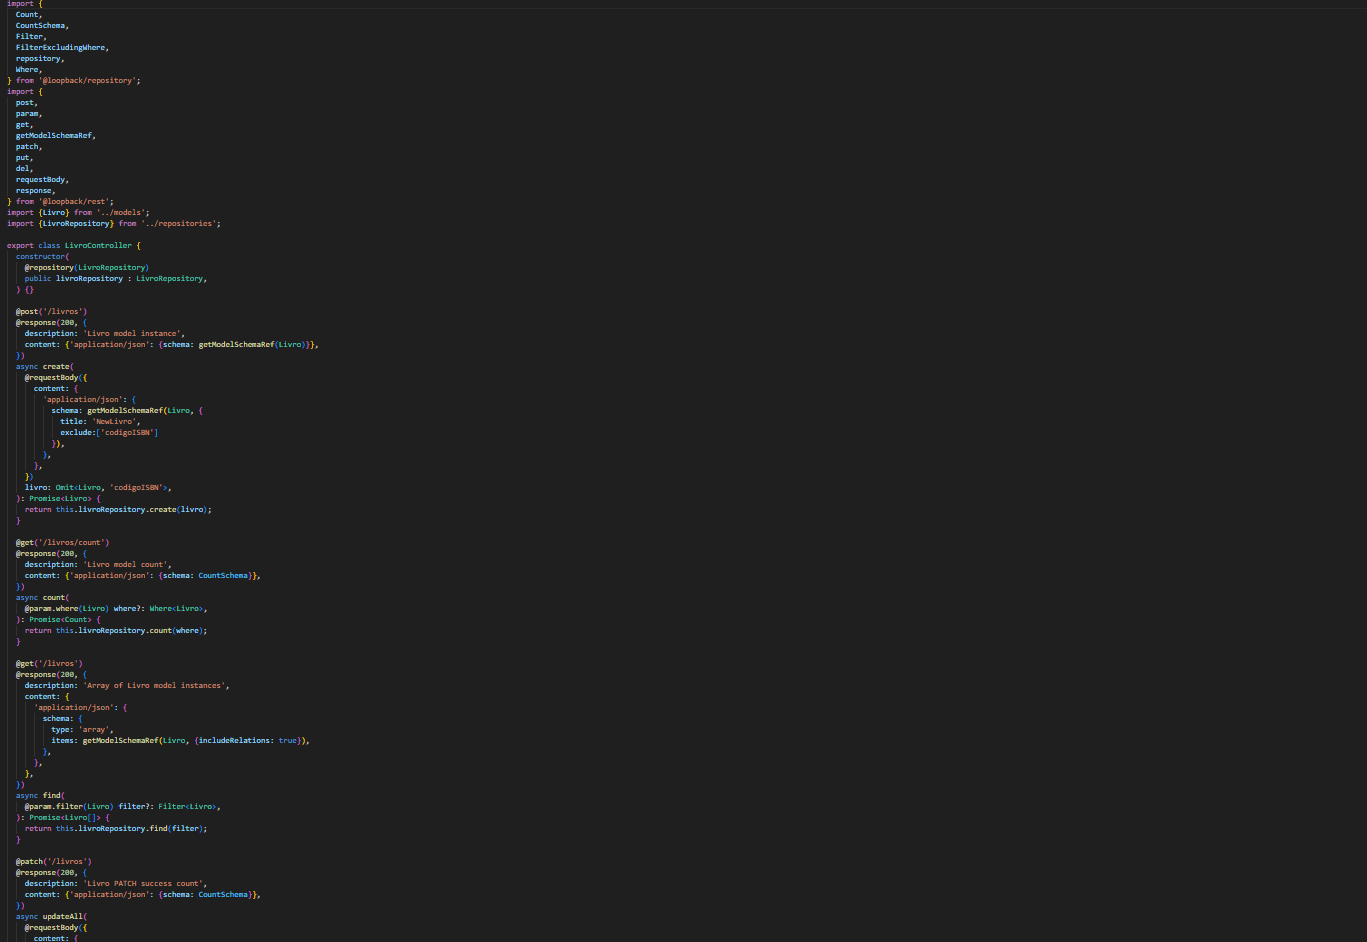 import {
  Count,
  CountSchema,
  Filter,
  FilterExcludingWhere,
  repository,
  Where,
} from '@loopback/repository';
import {
  post,
  param,
  get,
  getModelSchemaRef,
  patch,
  put,
  del,
  requestBody,
  response,
} from '@loopback/rest';
import {Livro} from '../models';
import {LivroRepository} from '../repositories';

export class LivroController {
  constructor(
    @repository(LivroRepository)
    public livroRepository : LivroRepository,
  ) {}

  @post('/livros')
  @response(200, {
    description: 'Livro model instance',
    content: {'application/json': {schema: getModelSchemaRef(Livro)}},
  })
  async create(
    @requestBody({
      content: {
        'application/json': {
          schema: getModelSchemaRef(Livro, {
            title: 'NewLivro',
            exclude:['codigoISBN']
          }),
        },
      },
    })
    livro: Omit<Livro, 'codigoISBN'>,
  ): Promise<Livro> {
    return this.livroRepository.create(livro);
  }

  @get('/livros/count')
  @response(200, {
    description: 'Livro model count',
    content: {'application/json': {schema: CountSchema}},
  })
  async count(
    @param.where(Livro) where?: Where<Livro>,
  ): Promise<Count> {
    return this.livroRepository.count(where);
  }

  @get('/livros')
  @response(200, {
    description: 'Array of Livro model instances',
    content: {
      'application/json': {
        schema: {
          type: 'array',
          items: getModelSchemaRef(Livro, {includeRelations: true}),
        },
      },
    },
  })
  async find(
    @param.filter(Livro) filter?: Filter<Livro>,
  ): Promise<Livro[]> {
    return this.livroRepository.find(filter);
  }

  @patch('/livros')
  @response(200, {
    description: 'Livro PATCH success count',
    content: {'application/json': {schema: CountSchema}},
  })
  async updateAll(
    @requestBody({
      content: {